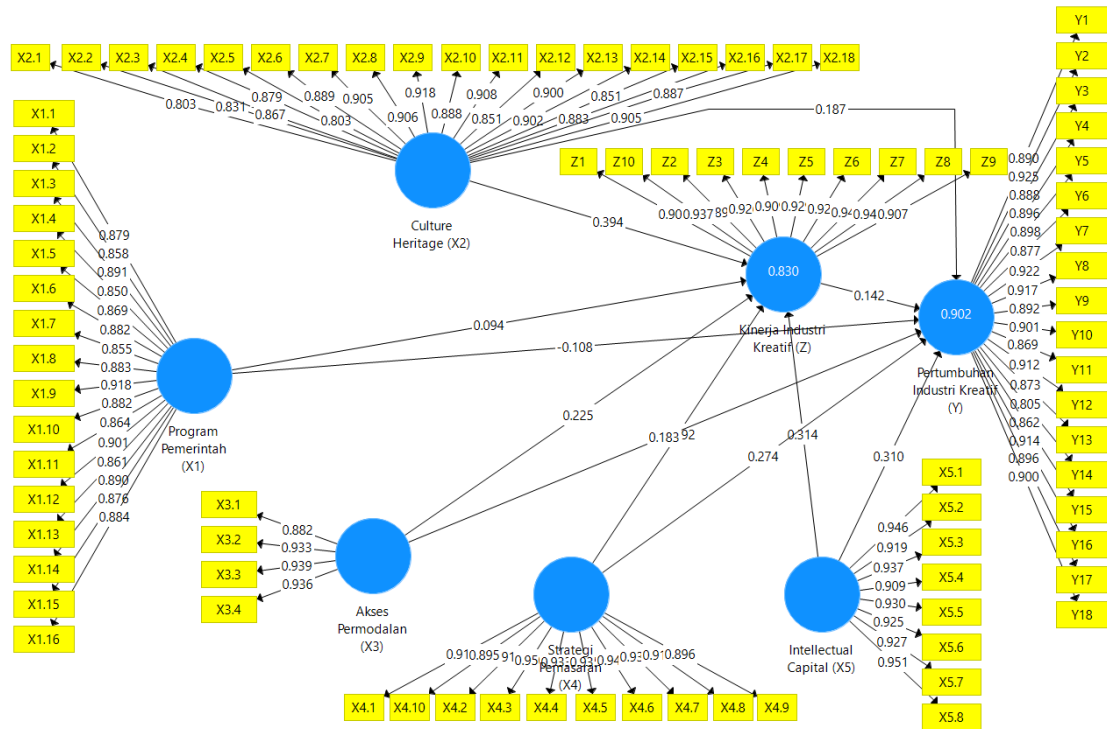 Y1
Y2
Y3
Y4
Y5
Y6
Y7
Y8
Y9
Y10
Y11
Y12
Y13
Y14
Y15
Y16
Y17
Y18
X2.1 X2.2 X2.3 X2.4 X2.5 X2.6 X2.7 X2.8 X2.9 X2.10 X2.11 X2.12 X2.13 X2.14 X2.15 X2.16 X2.17 X2.18
0.803 0.831 0.867 0.879 0.803 0.889 0.905 0.906 0.918 0.888 0.908 0.851 0.902 0.900 0.883 0.851 0.905 0.887
0.187
X1.1
X1.2
X1.3
X1.4
X1.5
X1.6
X1.7
X1.8
X1.9
X1.10
X1.11
X1.12
X1.13
X1.14
X1.15
X1.16
0.879
0.858
0.891
0.850
0.869
0.882
0.855
0.883
0.918
0.882
0.864
0.901
0.861
0.890
0.876
0.884
Culture
Heritage (X2)
0.394
Z1 Z10 Z2 Z3 Z4 Z5 Z6 Z7 Z8 Z9
0.937 0.907
0.830
Kinerja Industri
Kreatif (Z)
0.142
0.902
Pertumbuhan
Industri Kreatif
(Y)
0.890
0.925
0.888
0.896
0.898
0.877
0.922
0.917
0.892
0.901
0.869
0.912
0.873
0.805
0.862
0.914
0.896
0.900
0.094
-0.108
Program
Pemerintah
(X1)
0.225
0.183
0.274
0.314
0.310
X3.1
X3.2
X3.3
X3.4
0.882
0.933
0.939
0.936
Akses
Permodalan
(X3)
Strategi
Pemasaran
(X4)
0.895 0.896
X4.1 X4.10 X4.2 X4.3 X4.4 X4.5 X4.6 X4.7 X4.8 X4.9
Intellectual
Capital (X5)
0.946
0.919
0.937
0.909
0.930
0.925
0.927
0.951
X5.1
X5.2
X5.3
X5.4
X5.5
X5.6
X5.7
X5.8